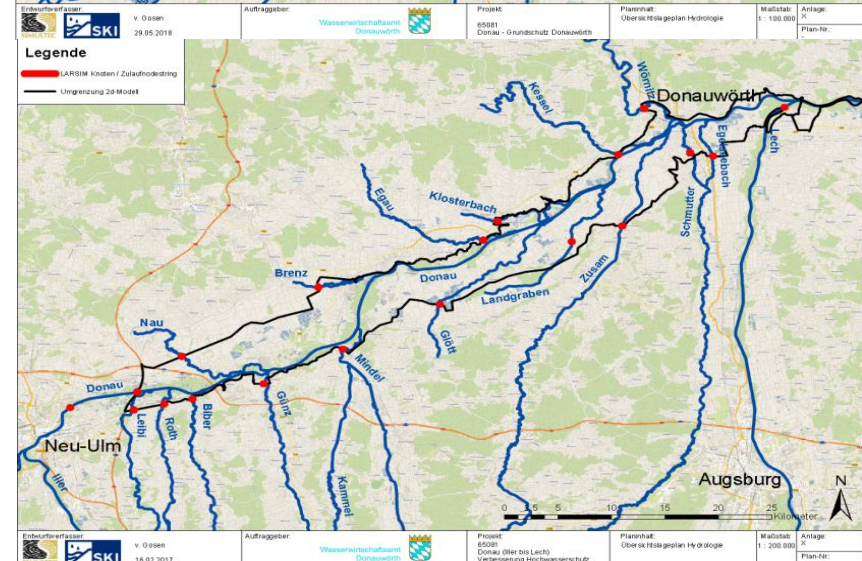 Entwurfsverfasser:
SKI
v. Gosen
29.05.2018
Auftraggeber:
Wasserwirtschaftsamt
Donauwörth
Projekt
65081
Donau - Grundschutz Donauwörth
Planinhalt:
Übersichtslageplan Hydrologie
Maßstab:
1 : 100.000
Anlage:
X
Plan-Nr.:
Legende
LARSIM Knoten / Zulaufnodestring
Umgrenzung 2d-Modell
Wörnitz
Donauwörth
Kessel
Lech
Egelseebach
Schmutter
Egau
Klosterbach
Donau
Brenz
Landgraben
Zusam
Nau
Glött
Donau
Mindel
Günz
Biber
Roth
Leibi
Neu-Ulm
Iller
Kammel
Augsburg
N
0 2,5 5 10 15 20 25
Kilometer
Entwurfsverfasser:
SKI
v. Gosen
16.02.2017
Auftraggeber:
Wasserwirtschaftsamt
Donauwörth
Projekt
65081
Donau (Iller bis Lech)
Verbesserung Hochwasserschutz
Planinhalt:
Übersichtslageplan Hydrologie
Maßstab:
1 : 200.000
Anlage:
X
Plan-Nr.: